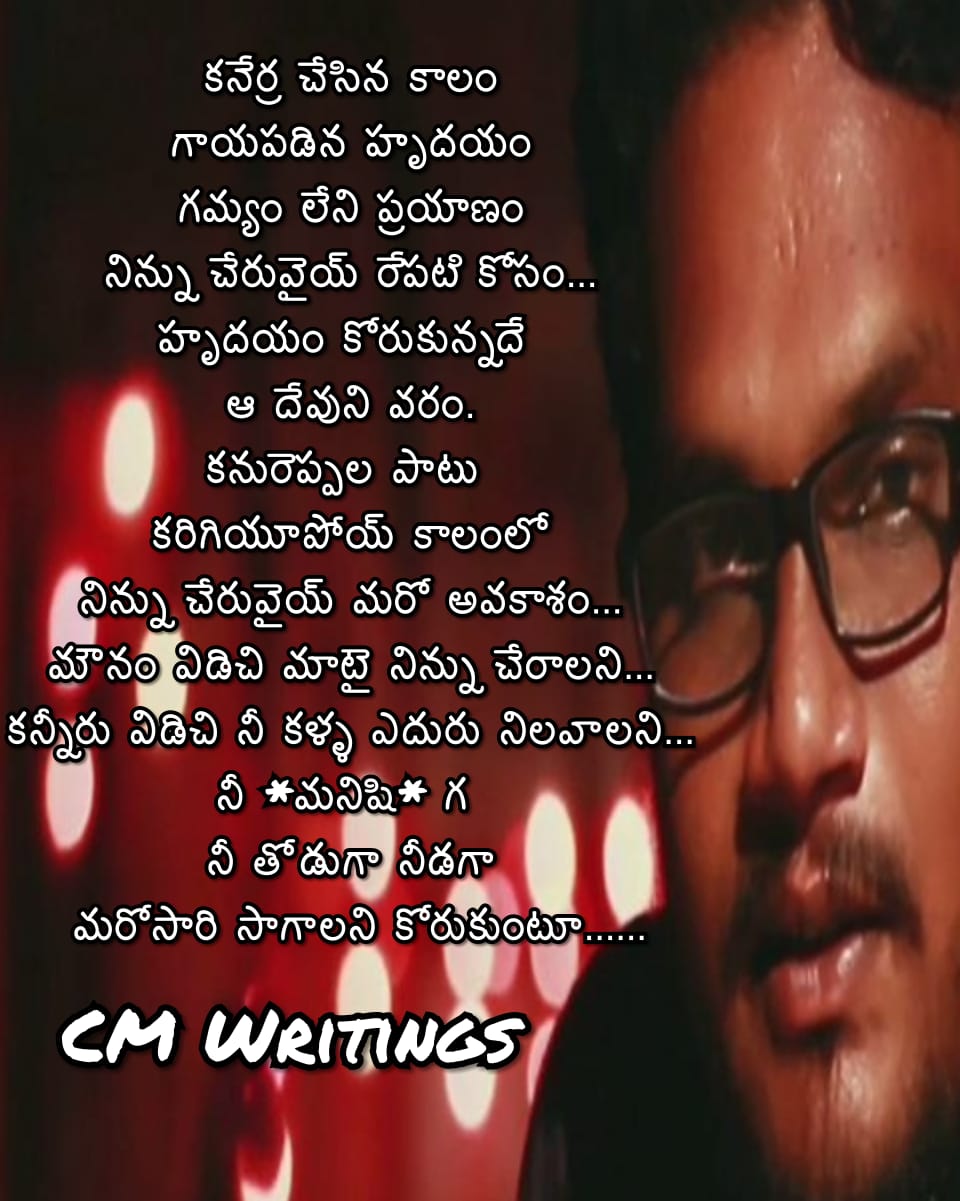 కనేర్ర చేసిన కాలం
గాయపడిన హృదయం
గమ్యం లేని ప్రయాణం
నిన్ను చేరువైయ్ రేపటి కోసం...
హృదయం కోరుకున్నదే
ఆ దేవుని వరం.
కనురెప్పల పాటు
కరిగియూపోయ్ కాలంలో
నిన్ను చేరువైయ్ మరో అవకాశం...
మౌనం విడిచి మాటై నిన్ను చేరాలని...
కన్నీరు విడిచి నీ కళ్ళ ఎదురు నిలవాలని...
నీ *మనిషి* గ
నీ తోడుగా నీడగా
మరోసారి సాగాలని కోరుకుంటూ......
CM WRITINGS